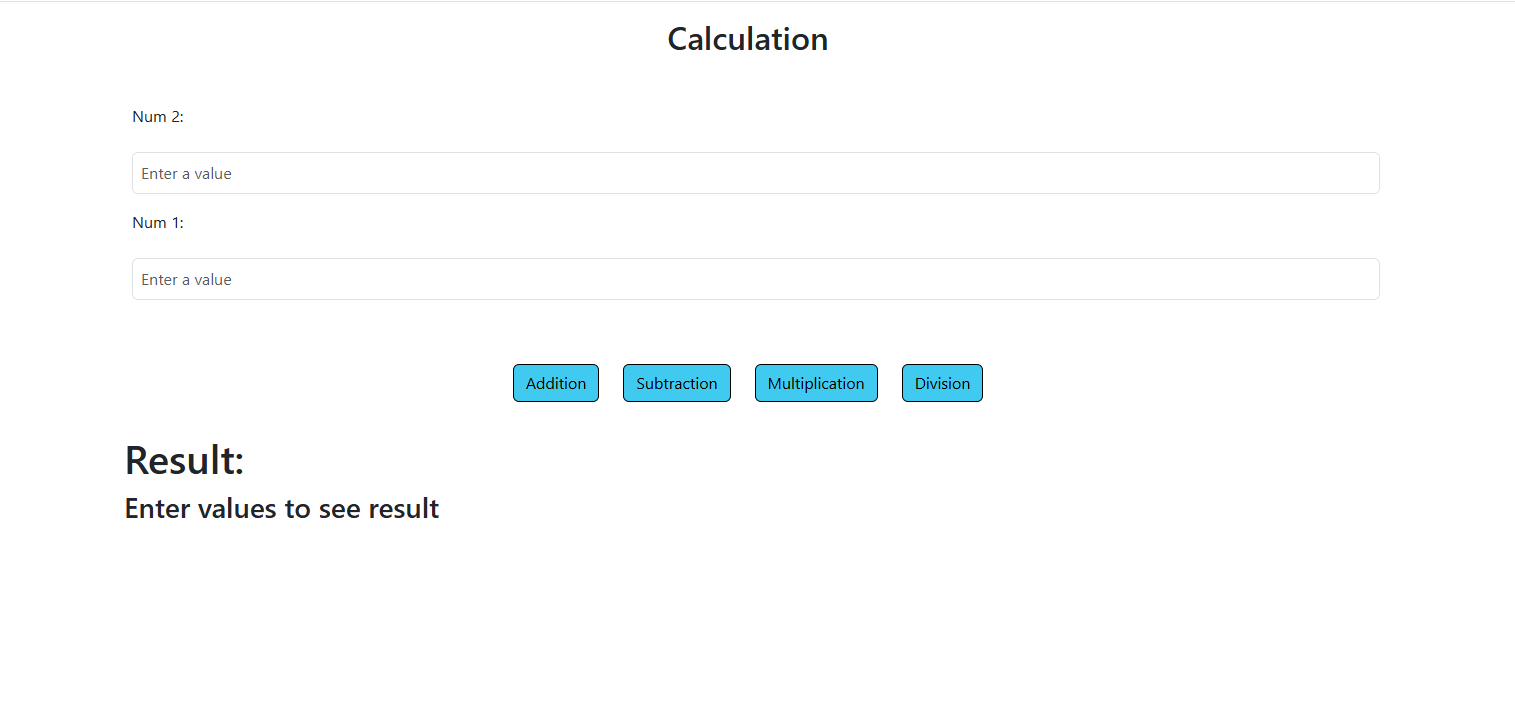 Calculation
Num 2:
Enter a value
Num 1:
Enter a value
Addition Subtraction Multiplication Division
Result:
Enter values to see result